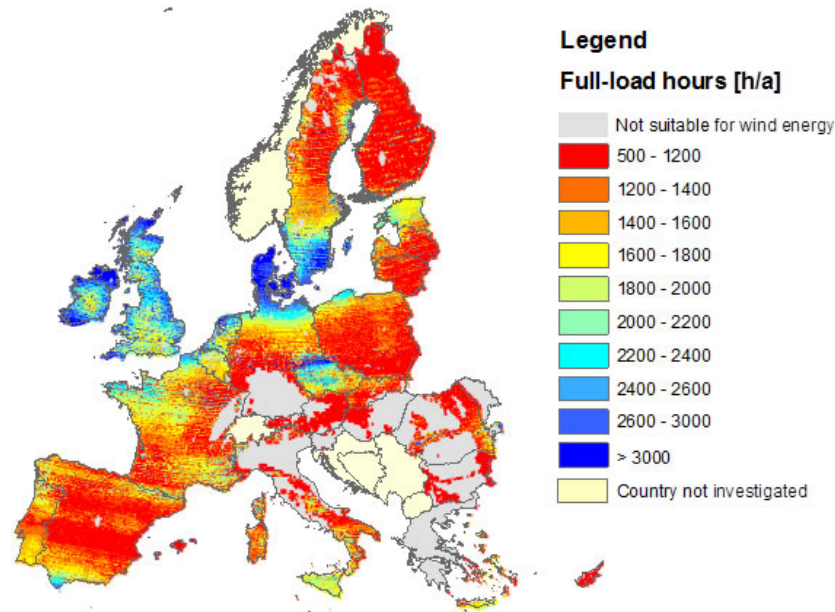 Legend
Full-load hours [h/a]
Not suitable for wind energy
500 - 1200
1200 - 1400
1400 - 1600
1600 - 1800
1800 - 2000
2000 - 2200
2200 - 2400
2400 - 2600
2600 - 3000
> 3000
Country not investigated